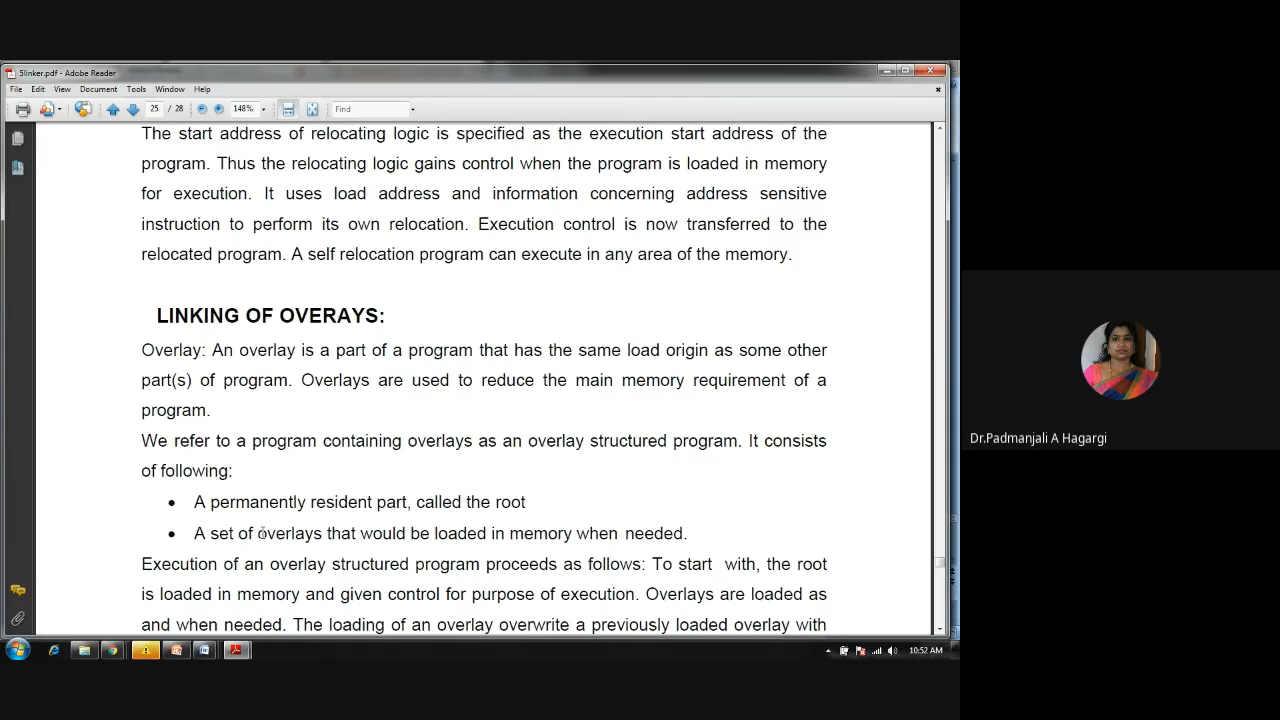 5linker.pdf - Adobe Reader
File Edit View Document Tools Window Help
25 / 28 148% Find
The start address of relocating logic is specified as the execution start address of the
program. Thus the relocating logic gains control when the program is loaded in memory
for execution. It uses load address and information concerning address sensitive
instruction to perform its own relocation. Execution control is now transferred to the
relocated program. A self relocation program can execute in any area of the memory.
LINKING OF OVERAYS:
Overlay: An overlay is a part of a program that has the same load origin as some other
part(s) of program. Overlays are used to reduce the main memory requirement of a
program.
We refer to a program containing overlays as an overlay structured program. It consists
of following:
• A permanently resident part, called the root
• A set of overlays that would be loaded in memory when needed.
Execution of an overlay structured program proceeds as follows: To start with, the root
is loaded in memory and given control for purpose of execution. Overlays are loaded as
and when needed. The loading of an overlay overwrite a previously loaded overlay with
10:52 AM
Dr.Padmanjali A Hagargi